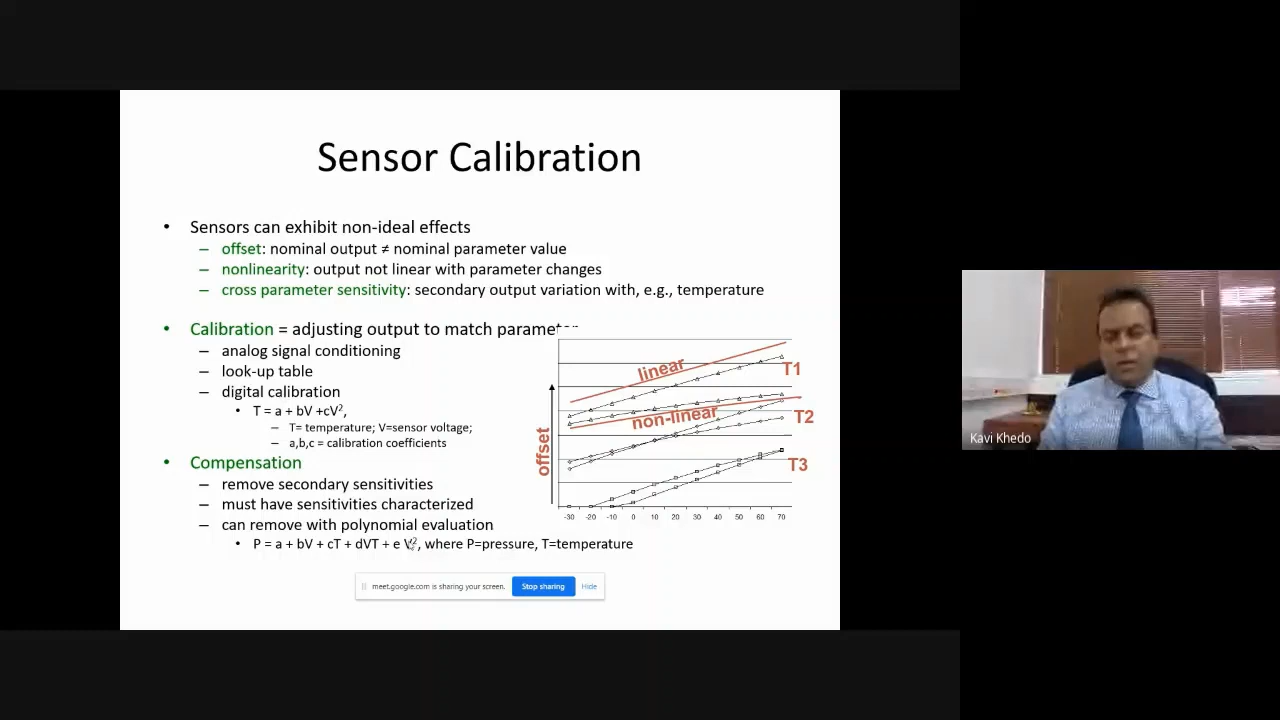 Sensor Calibration
• Sensors can exhibit non-ideal effects
– offset: nominal output ≠ nominal parameter value
– nonlinearity: output not linear with parameter changes
– cross parameter sensitivity: secondary output variation with, e.g., temperature
• Calibration = adjusting output to match parameter
– analog signal conditioning
– look-up table
– digital calibration
• T = a + bV +cV²,
– T= temperature; V=sensor voltage;
– a,b,c = calibration coefficients
• Compensation
– remove secondary sensitivities
– must have sensitivities characterized
– can remove with polynomial evaluation
• P = a + bV + cT + dVT + e V², where P=pressure, T=temperature
linear
T1
non-linear
T2
offset
T3
-30 -20 -10 0 10 20 30 40 50 60 70
meet.google.com is sharing your screen. Stop sharing Hide
Kavi Khedo